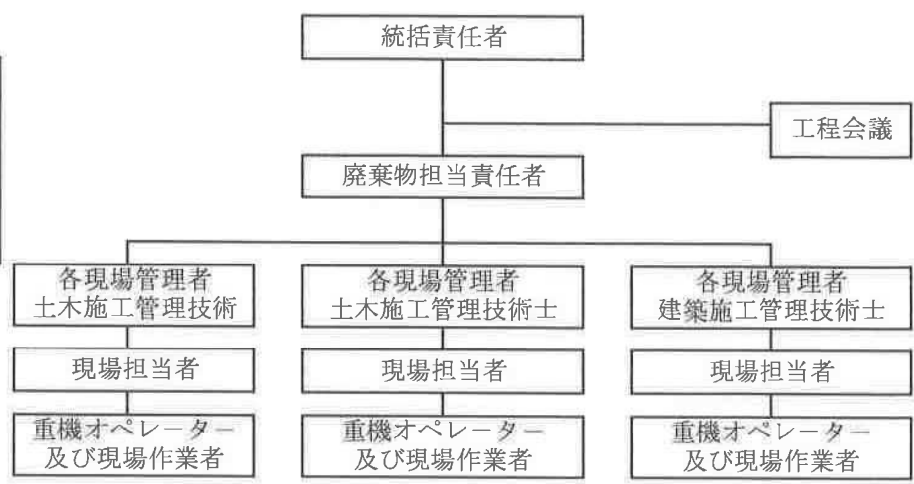 統括責任者
工程会議
廃棄物担当責任者
各現場管理者
土木施工管理技術
各現場管理者
土木施工管理技術士
各現場管理者
建築施工管理技術士
現場担当者
現場担当者
現場担当者
重機オペレーター
及び現場作業者
重機オペレーター
及び現場作業者
重機オペレーター
及び現場作業者